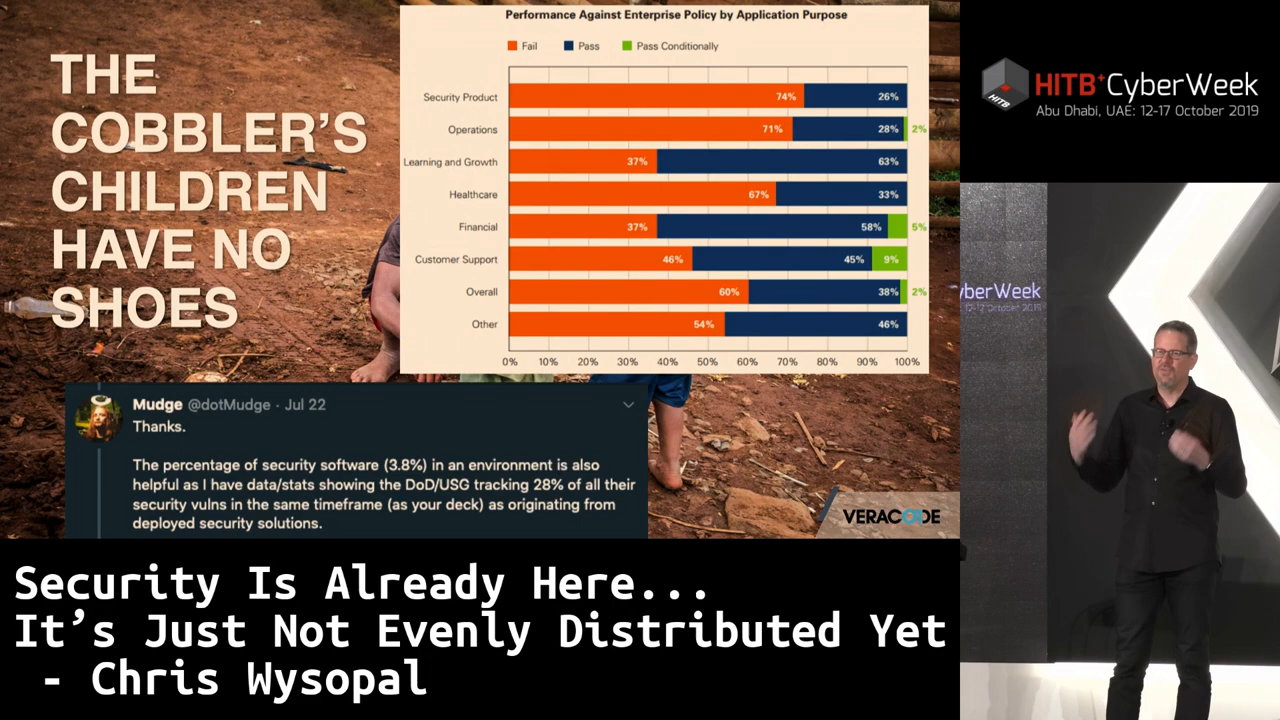 THE
COBBLER'S
CHILDREN
HAVE NO
SHOES
Performance Against Enterprise Policy by Application Purpose
Fail Pass Pass Conditionally
Security Product 74% 26%
Operations 71% 28% 2%
Learning and Growth 37% 63%
Healthcare 67% 33%
Financial 37% 58% 5%
Customer Support 46% 45% 9%
Overall 60% 38% 2%
Other 54% 46%
0% 10% 20% 30% 40% 50% 60% 70% 80% 90% 100%
Mudge @dotMudge · Jul 22
Thanks.
The percentage of security software (3.8%) in an environment is also
helpful as I have data/stats showing the DoD/USG tracking 28% of all their
security vulns in the same timeframe (as your deck) as originating from
deployed security solutions.
VERACODE
HITB+CyberWeek
HITB
Abu Dhabi, UAE: 12-17 October 2019
yberWeek
12-17 October 2019
Security Is Already Here...
It’s Just Not Evenly Distributed Yet
- Chris Wysopal